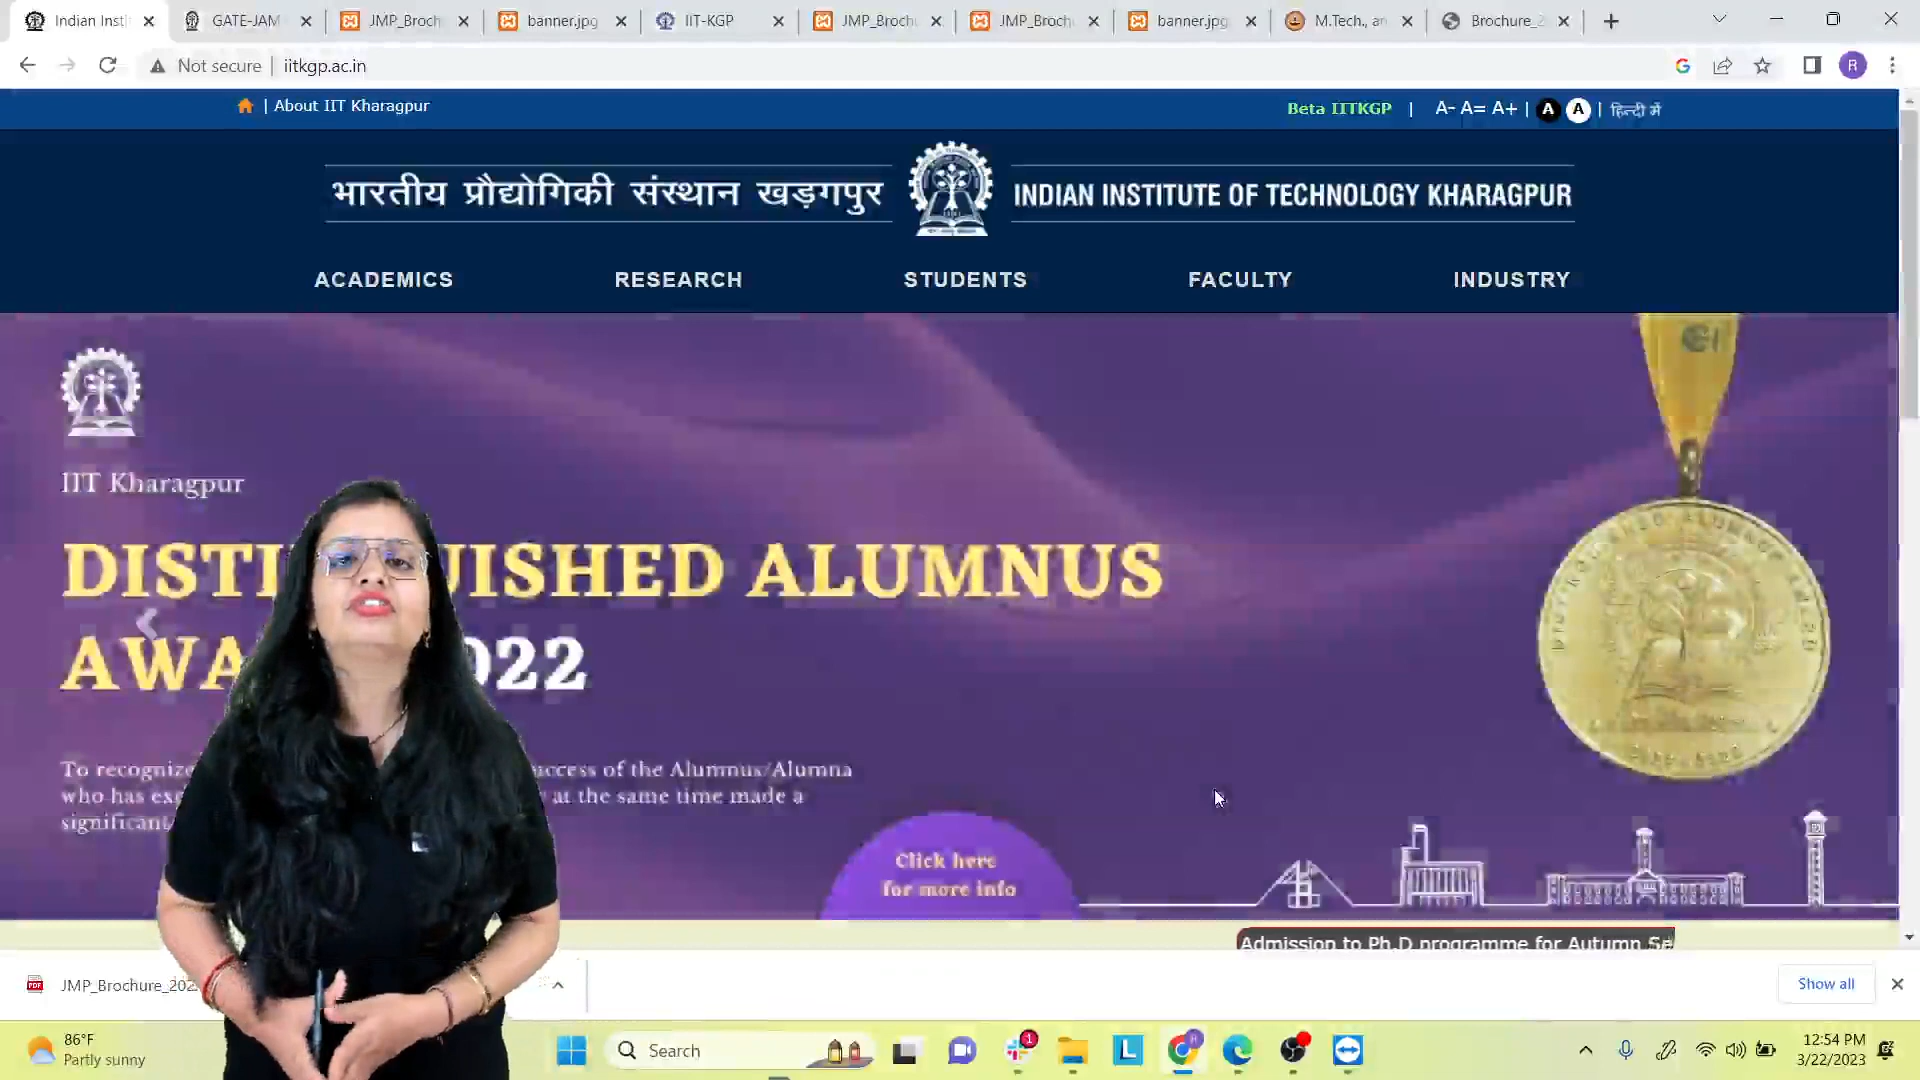 Indian Insti
GATE-JAM
JMP_Broch
banner.jpg
IIT-KGP
JMP_Broch
JMP_Broch
banner.jpg
M.Tech., an
Brochure_2
Not secure
iitkgp.ac.in
R
| About IIT Kharagpur
Beta IITKGP | A- A= A+ | A A | हिन्दी में
भारतीय प्रौद्योगिकी संस्थान खड़गपुर
INDIAN INSTITUTE OF TECHNOLOGY KHARAGPUR
ACADEMICS RESEARCH STUDENTS FACULTY INDUSTRY
IIT Kharagpur
DISTI UISHED ALUMNUS
AWA 022
To recognize uccess of the Alumnus/Alumna
who has at the same time made a
significant
Click here
for more info
Admission to Ph.D programme for Autumn Se
JMP_Brochure_202
Show all
86°F
Partly sunny
Search
1
L
12:54 PM
3/22/2023